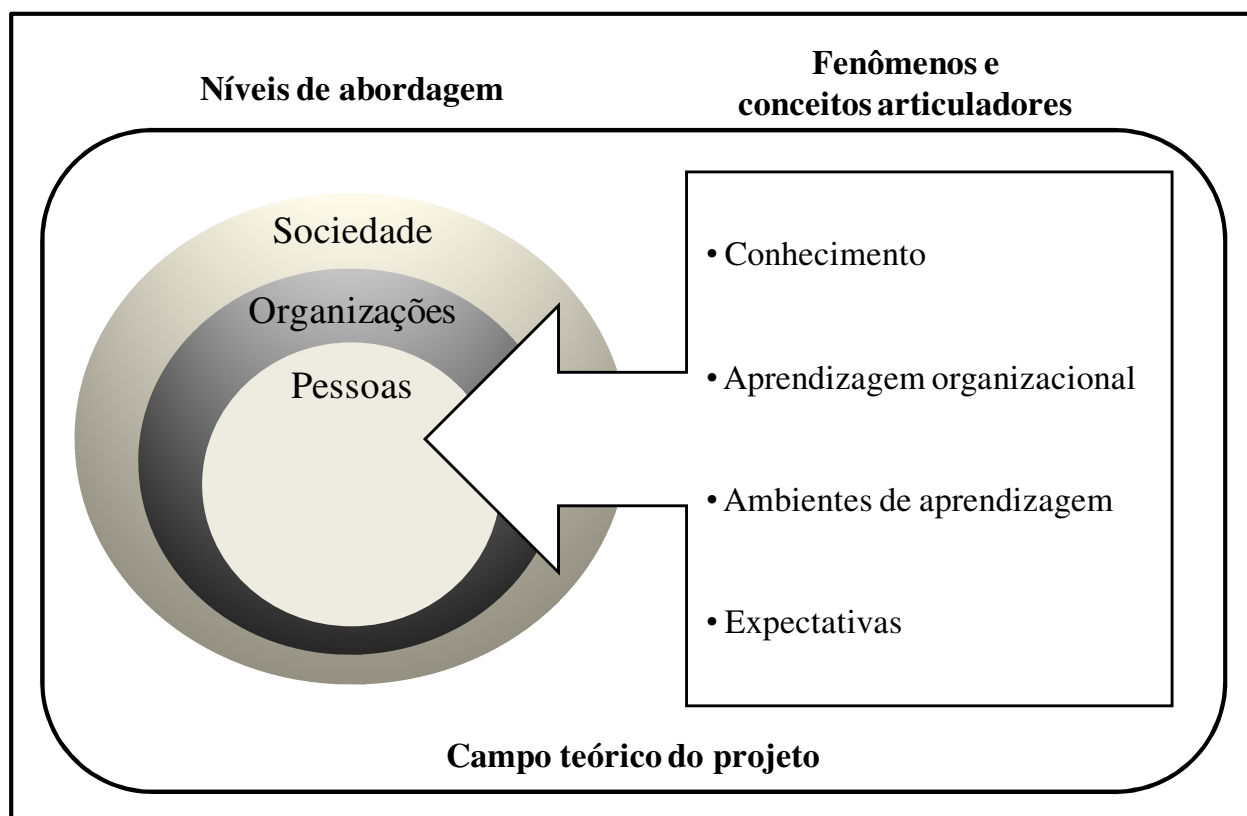 Níveis de abordagem
Fenômenos e
conceitos articuladores
Sociedade
Organizações
Pessoas
• Conhecimento
• Aprendizagem organizacional
• Ambientes de aprendizagem
• Expectativas
Campo teórico do projeto